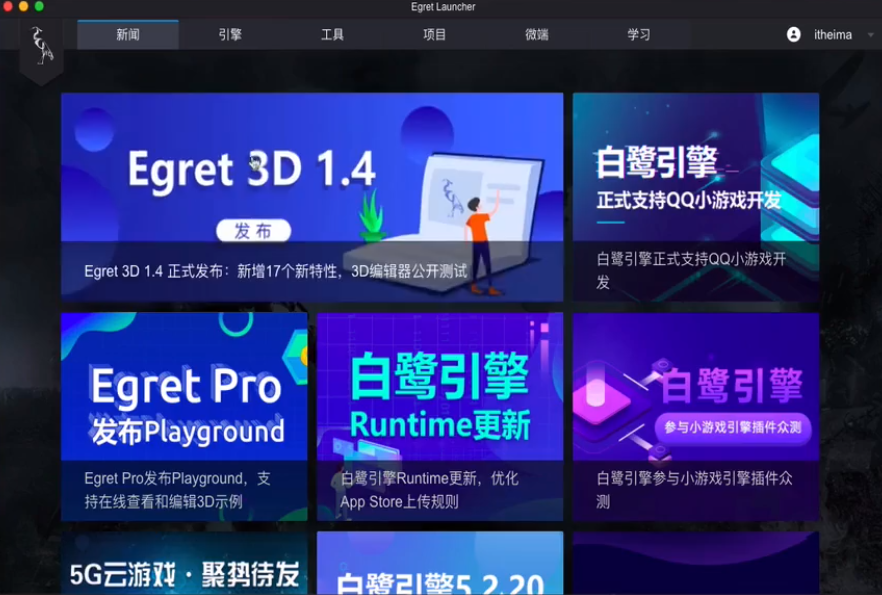 Egret Launcher
新闻
引擎
工具
项目
微端
学习
itheima
Egret 3D 1.4
发布
Egret 3D 1.4 正式发布：新增17个新特性，3D编辑器公开测试
白鹭引擎
正式支持QQ小游戏开发
白鹭引擎正式支持QQ小游戏开
发
Egret Pro
发布Playground
Egret Pro发布Playground，支
持在线查看和编辑3D示例
白鹭引擎
Runtime更新
白鹭引擎Runtime更新，优化
App Store上传规则
白鹭引擎
参与小游戏引擎插件众测
白鹭引擎参与小游戏引擎插件众
测
5G云游戏·聚势待发
白鹭引擎5.2.20